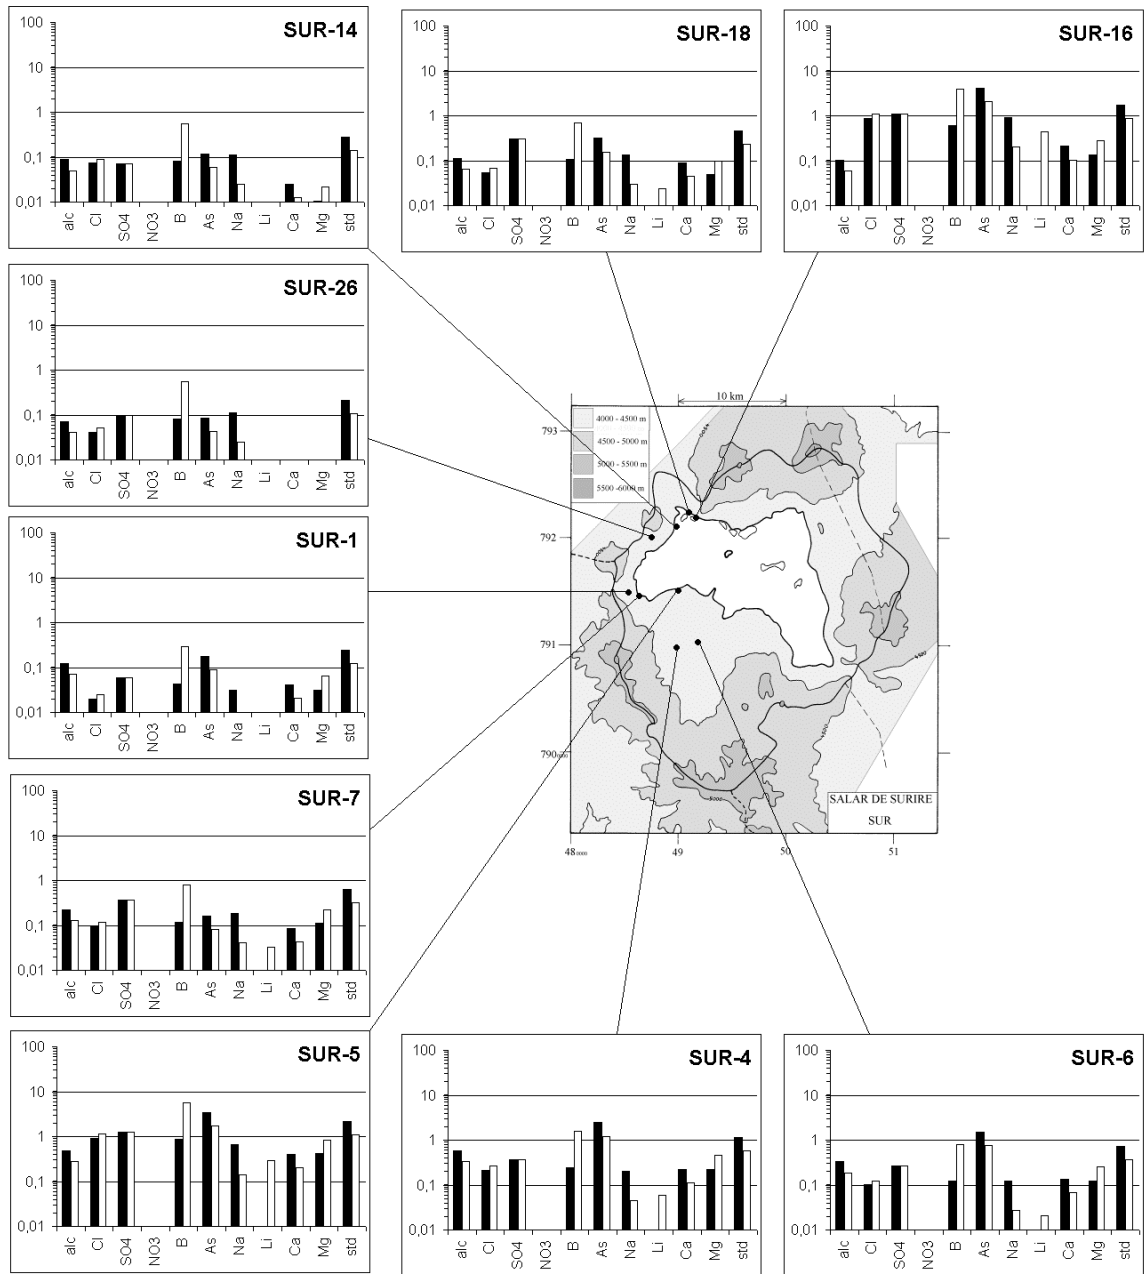 SUR-14
100
10
1
0,1
0,01
alc Cl SO4 NO3 B As Na Li Ca Mg std
SUR-18
100
10
1
0,1
0,01
alc Cl SO4 NO3 B As Na Li Ca Mg std
SUR-16
100
10
1
0,1
0,01
alc Cl SO4 NO3 B As Na Li Ca Mg std
SUR-26
100
10
1
0,1
0,01
alc Cl SO4 NO3 B As Na Li Ca Mg std
SUR-1
100
10
1
0,1
0,01
alc Cl SO4 NO3 B As Na Li Ca Mg std
SUR-7
100
10
1
0,1
0,01
alc Cl SO4 NO3 B As Na Li Ca Mg std
10 km
4000 - 4500 m
4500 - 5000 m
5000 - 5500 m
5500 -6000 m
793
792
791
790
48
49
50
51
4500
5000
SALAR DE SURIRE
SUR
SUR-5
100
10
1
0,1
0,01
alc Cl SO4 NO3 B As Na Li Ca Mg std
SUR-4
100
10
1
0,1
0,01
alc Cl SO4 NO3 B As Na Li Ca Mg std
SUR-6
100
10
1
0,1
0,01
alc Cl SO4 NO3 B As Na Li Ca Mg std